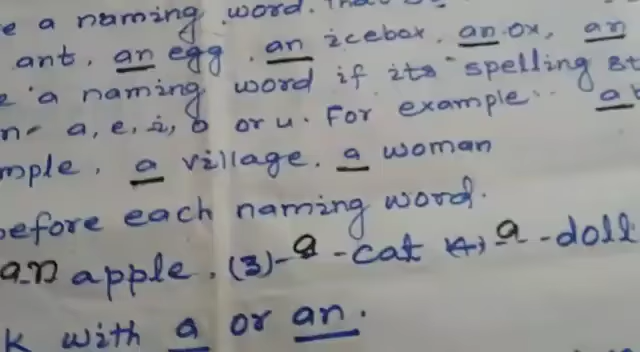 e a naming word.
ant, an egg, an icebox, an ox, an
e a naming word if its spelling st
n- a, e, i, o or u. For example..
mple. a village. a woman
before each naming word.
an apple. (3)- a -cat (4) a -doll
k with a or an.